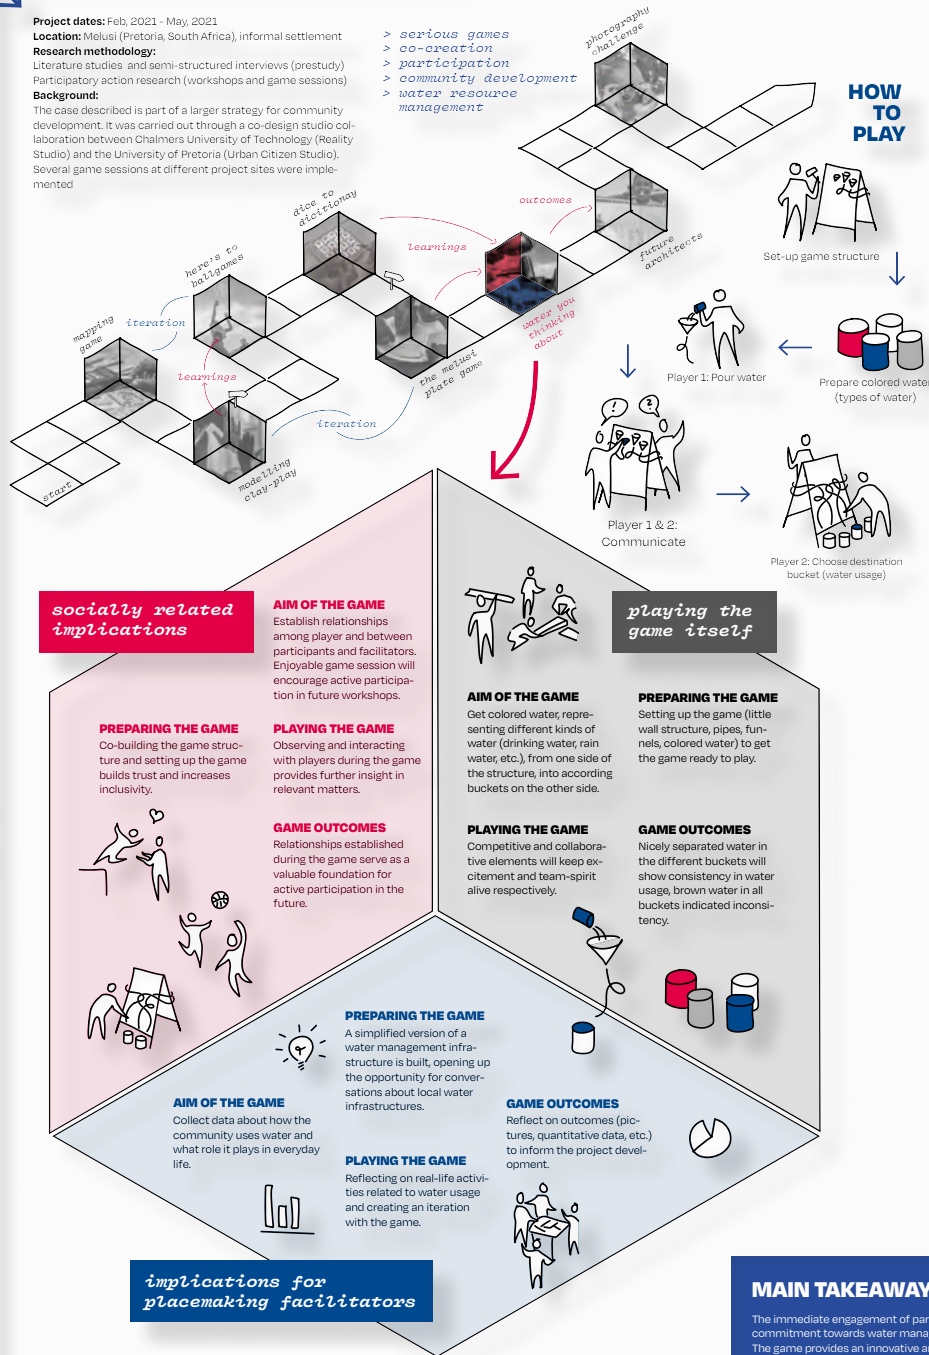 Project dates: Feb, 2021 - May, 2021
Location: Melusi (Pretoria, South Africa), informal settlement
Research methodology:
Literature studies and semi-structured interviews (prestudy)
Participatory action research (workshops and game sessions)
Background:
The case described is part of a larger strategy for community
development. It was carried out through a co-design studio col-
laboration between Chalmers University of Technology (Reality
Studio) and the University of Pretoria (Urban Citizen Studio).
Several game sessions at different project sites were imple-
mented
> serious games
> co-creation
> participation
> community development
> water resource
management
photography
challenge
HOW
TO
PLAY
dice to
dicitionay
outcomes
learnings
here's to
ballgames
future
architects
mapping
game
iteration
water you
thinking
about
learnings
the melusi
plate game
iteration
modelling
clay-play
start
Set-up game structure
Prepare colored water
(types of water)
Player 1: Pour water
!
?
Player 1 & 2:
Communicate
Player 2: Choose destination
bucket (water usage)
socially related
implications
AIM OF THE GAME
Establish relationships
among player and between
participants and facilitators.
Enjoyable game session will
encourage active participa-
tion in future workshops.
PREPARING THE GAME
Co-building the game struc-
ture and setting up the game
builds trust and increases
inclusivity.
PLAYING THE GAME
Observing and interacting
with players during the game
provides further insight in
relevant matters.
GAME OUTCOMES
Relationships established
during the game serve as a
valuable foundation for
active participation in the
future.
playing the
game itself
AIM OF THE GAME
Get colored water, repre-
senting different kinds of
water (drinking water, rain
water, etc.), from one side of
the structure, into according
buckets on the other side.
PREPARING THE GAME
Setting up the game (little
wall structure, pipes, fun-
nels, colored water) to get
the game ready to play.
PLAYING THE GAME
Competitive and collabora-
tive elements will keep ex-
citement and team-spirit
alive respectively.
GAME OUTCOMES
Nicely separated water in
the different buckets will
show consistency in water
usage, brown water in all
buckets indicated inconsi-
tency.
PREPARING THE GAME
A simplified version of a
water management infra-
structure is built, opening up
the opportunity for conver-
sations about local water
infrastructures.
AIM OF THE GAME
Collect data about how the
community uses water and
what role it plays in everyday
life.
PLAYING THE GAME
Reflecting on real-life activi-
ties related to water usage
and creating an iteration
with the game.
GAME OUTCOMES
Reflect on outcomes (pic-
tures, quantitative data, etc.)
to inform the project devel-
opment.
implications for
placemaking facilitators
MAIN TAKEAWAY
The immediate engagement of par
commitment towards water mana
The game provides an innovative a